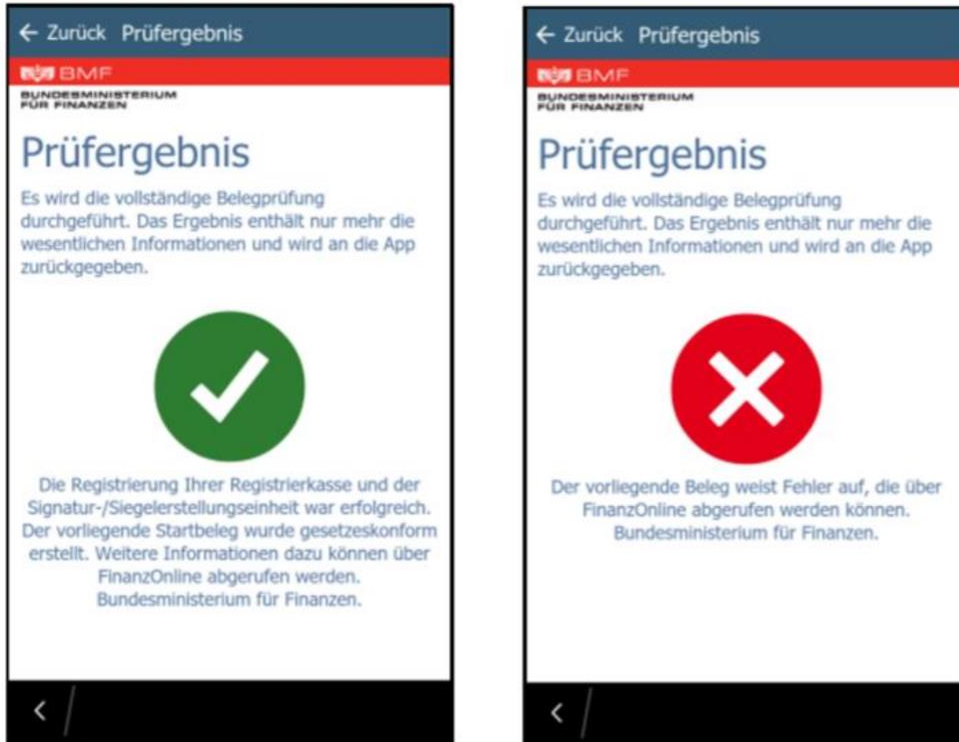 ← Zurück Prüfergebnis
BMF
BUNDESMINISTERIUM
FÜR FINANZEN
Prüfergebnis
Es wird die vollständige Belegprüfung
durchgeführt. Das Ergebnis enthält nur mehr die
wesentlichen Informationen und wird an die App
zurückgegeben.
Die Registrierung Ihrer Registrierkasse und der
Signatur-/Siegelerstellungseinheit war erfolgreich.
Der vorliegende Startbeleg wurde gesetzeskonform
erstellt. Weitere Informationen dazu können über
FinanzOnline abgerufen werden.
Bundesministerium für Finanzen.
← Zurück Prüfergebnis
BMF
BUNDESMINISTERIUM
FÜR FINANZEN
Prüfergebnis
Es wird die vollständige Belegprüfung
durchgeführt. Das Ergebnis enthält nur mehr die
wesentlichen Informationen und wird an die App
zurückgegeben.
Der vorliegende Beleg weist Fehler auf, die über
FinanzOnline abgerufen werden können.
Bundesministerium für Finanzen.